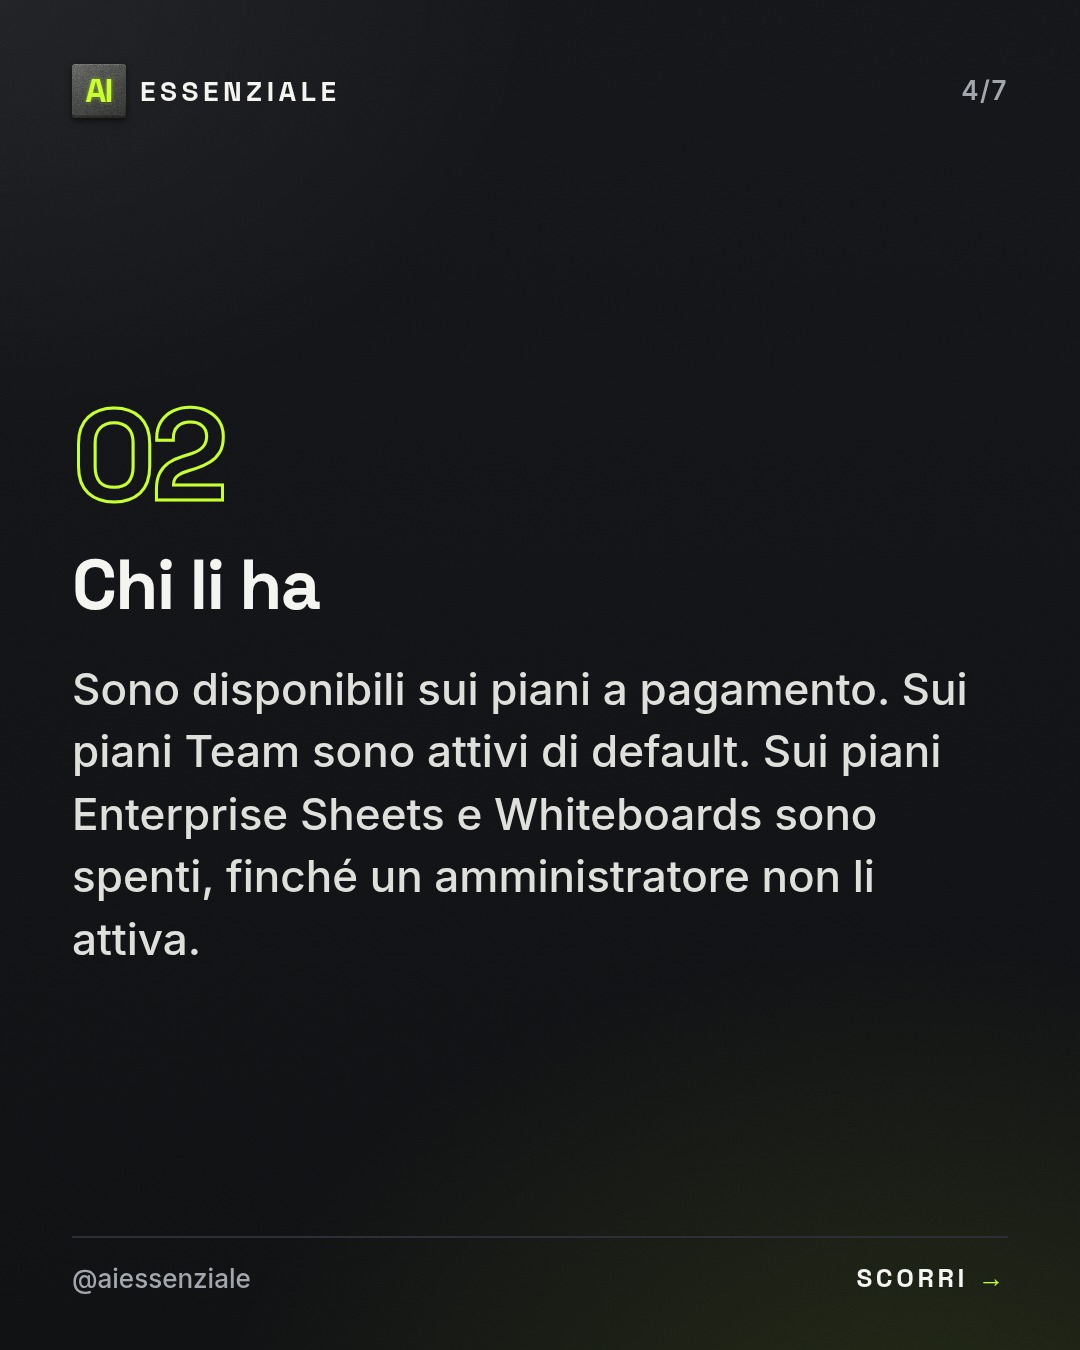 AI ESSENZIALE
4/7
02
Chi li ha
Sono disponibili sui piani a pagamento. Sui
piani Team sono attivi di default. Sui piani
Enterprise Sheets e Whiteboards sono
spenti, finché un amministratore non li
attiva.
@aiessenziale
SCORRI →